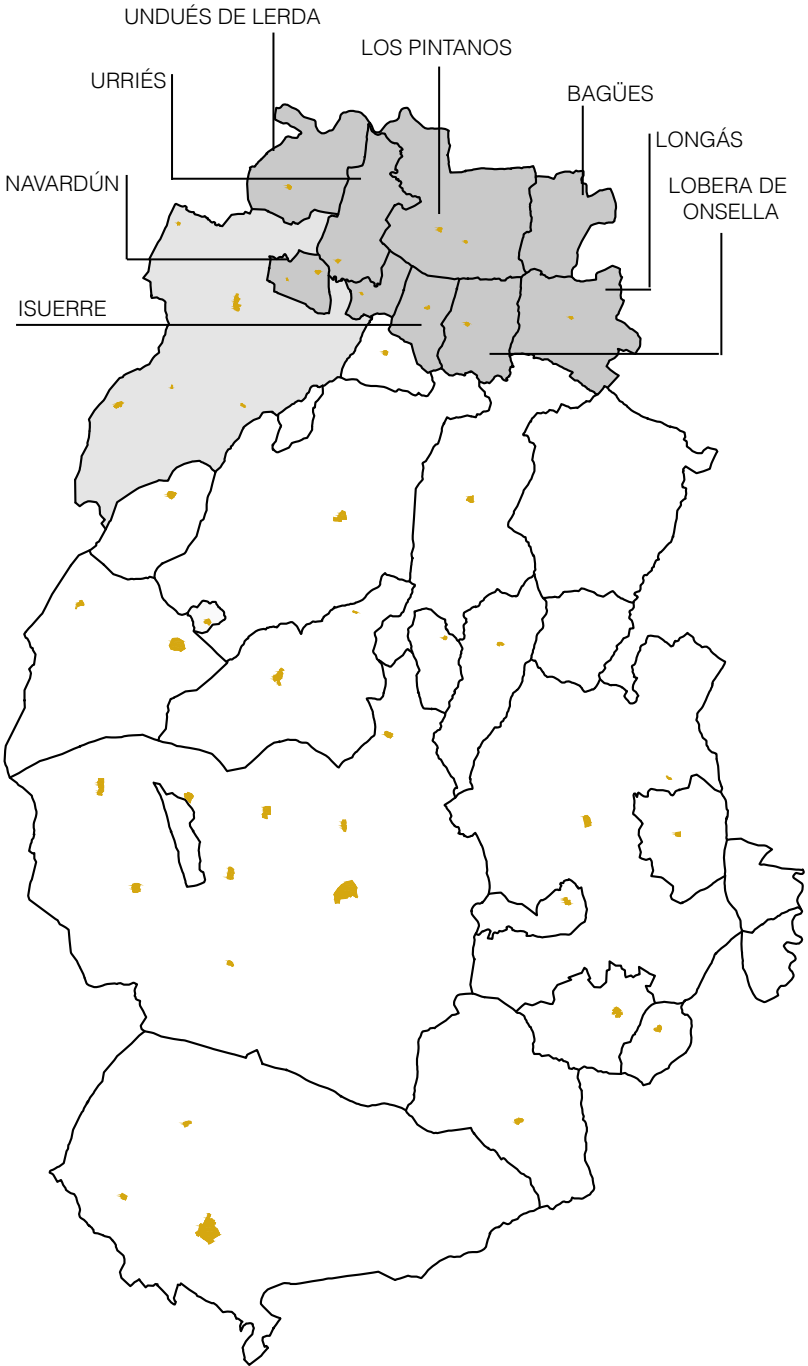 UNDUÉS DE LERDA
LOS PINTANOS
URRIÉS
BAGÜES
LONGÁS
NAVARDÚN
LOBERA DE
ONSELLA
ISUERRE